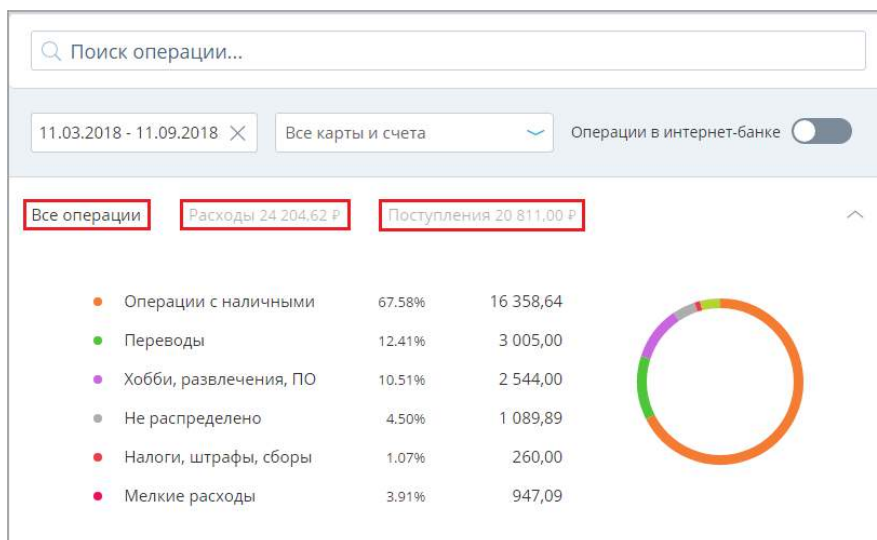 Поиск операции...
11.03.2018 - 11.09.2018 Все карты и счета Операции в интернет-банке
Все операции Расходы 24 204,62 ₽ Поступления 20 811,00 ₽
Операции с наличными 67.58% 16 358,64
Переводы 12.41% 3 005,00
Хобби, развлечения, ПО 10.51% 2 544,00
Не распределено 4.50% 1 089,89
Налоги, штрафы, сборы 1.07% 260,00
Мелкие расходы 3.91% 947,09